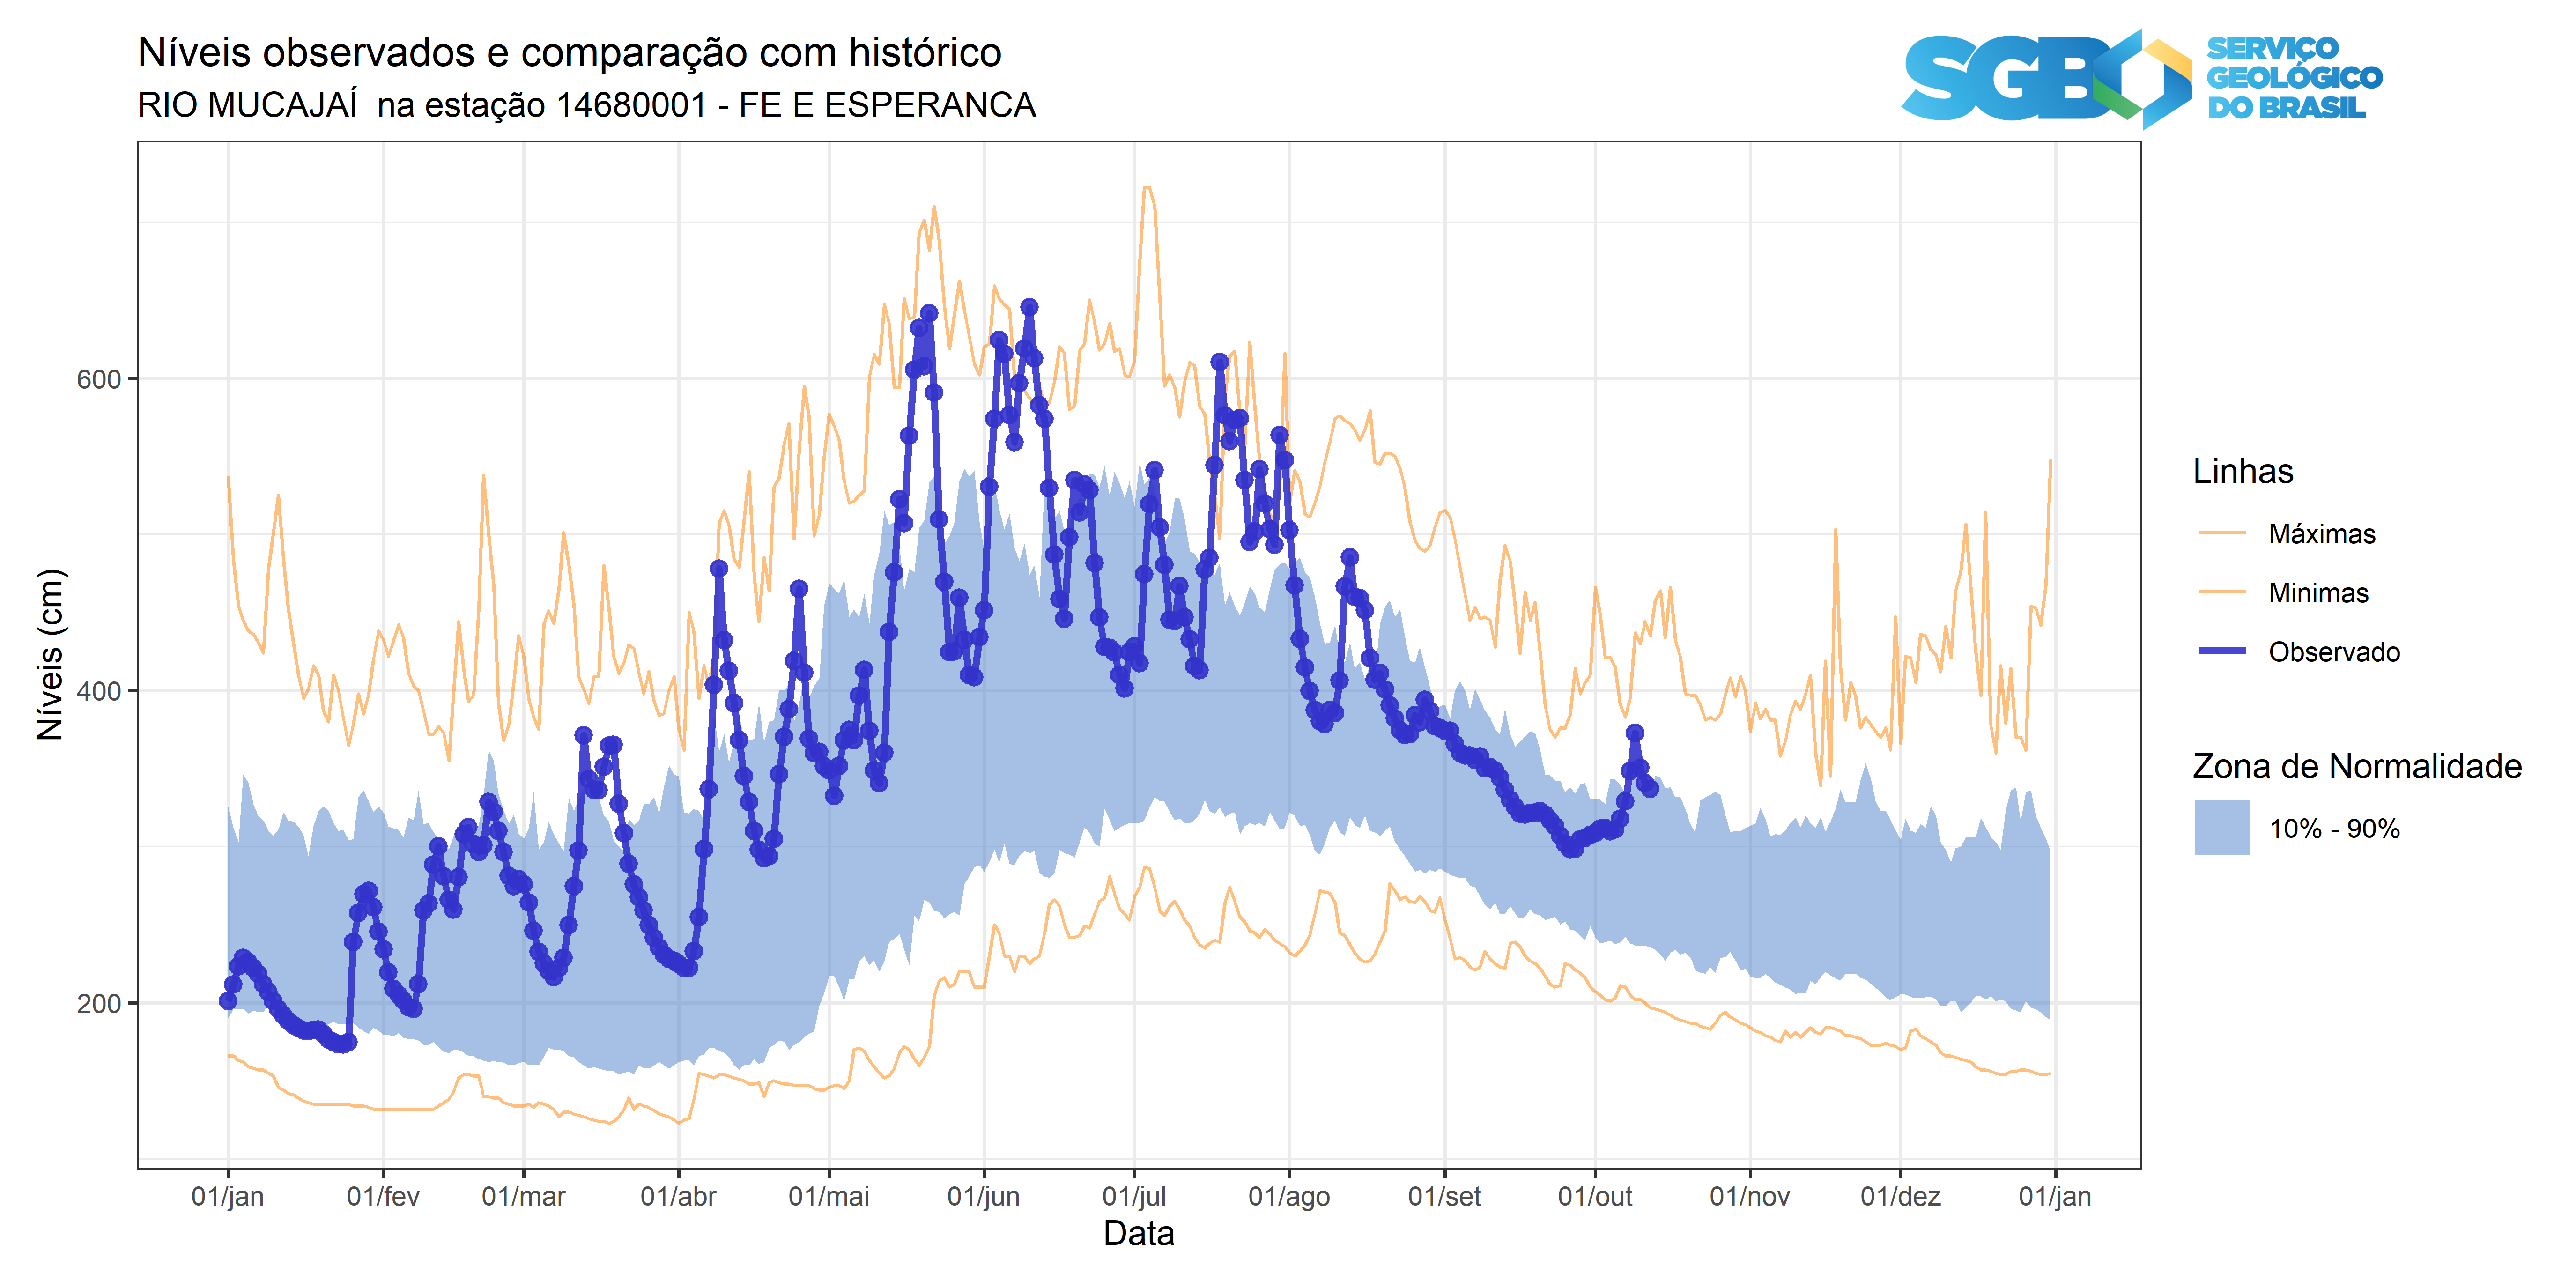 Níveis observados e comparação com histórico
RIO MUCAJAÍ  na estação 14680001 - FE E ESPERANCA
SGB
SERVIÇO
GEOLÓGICO
DO BRASIL
Níveis (cm)
600
400
200
01/jan 01/fev 01/mar 01/abr 01/mai 01/jun 01/jul 01/ago 01/set 01/out 01/nov 01/dez 01/jan
Data
Linhas
Máximas
Minimas
Observado
Zona de Normalidade
10% - 90%